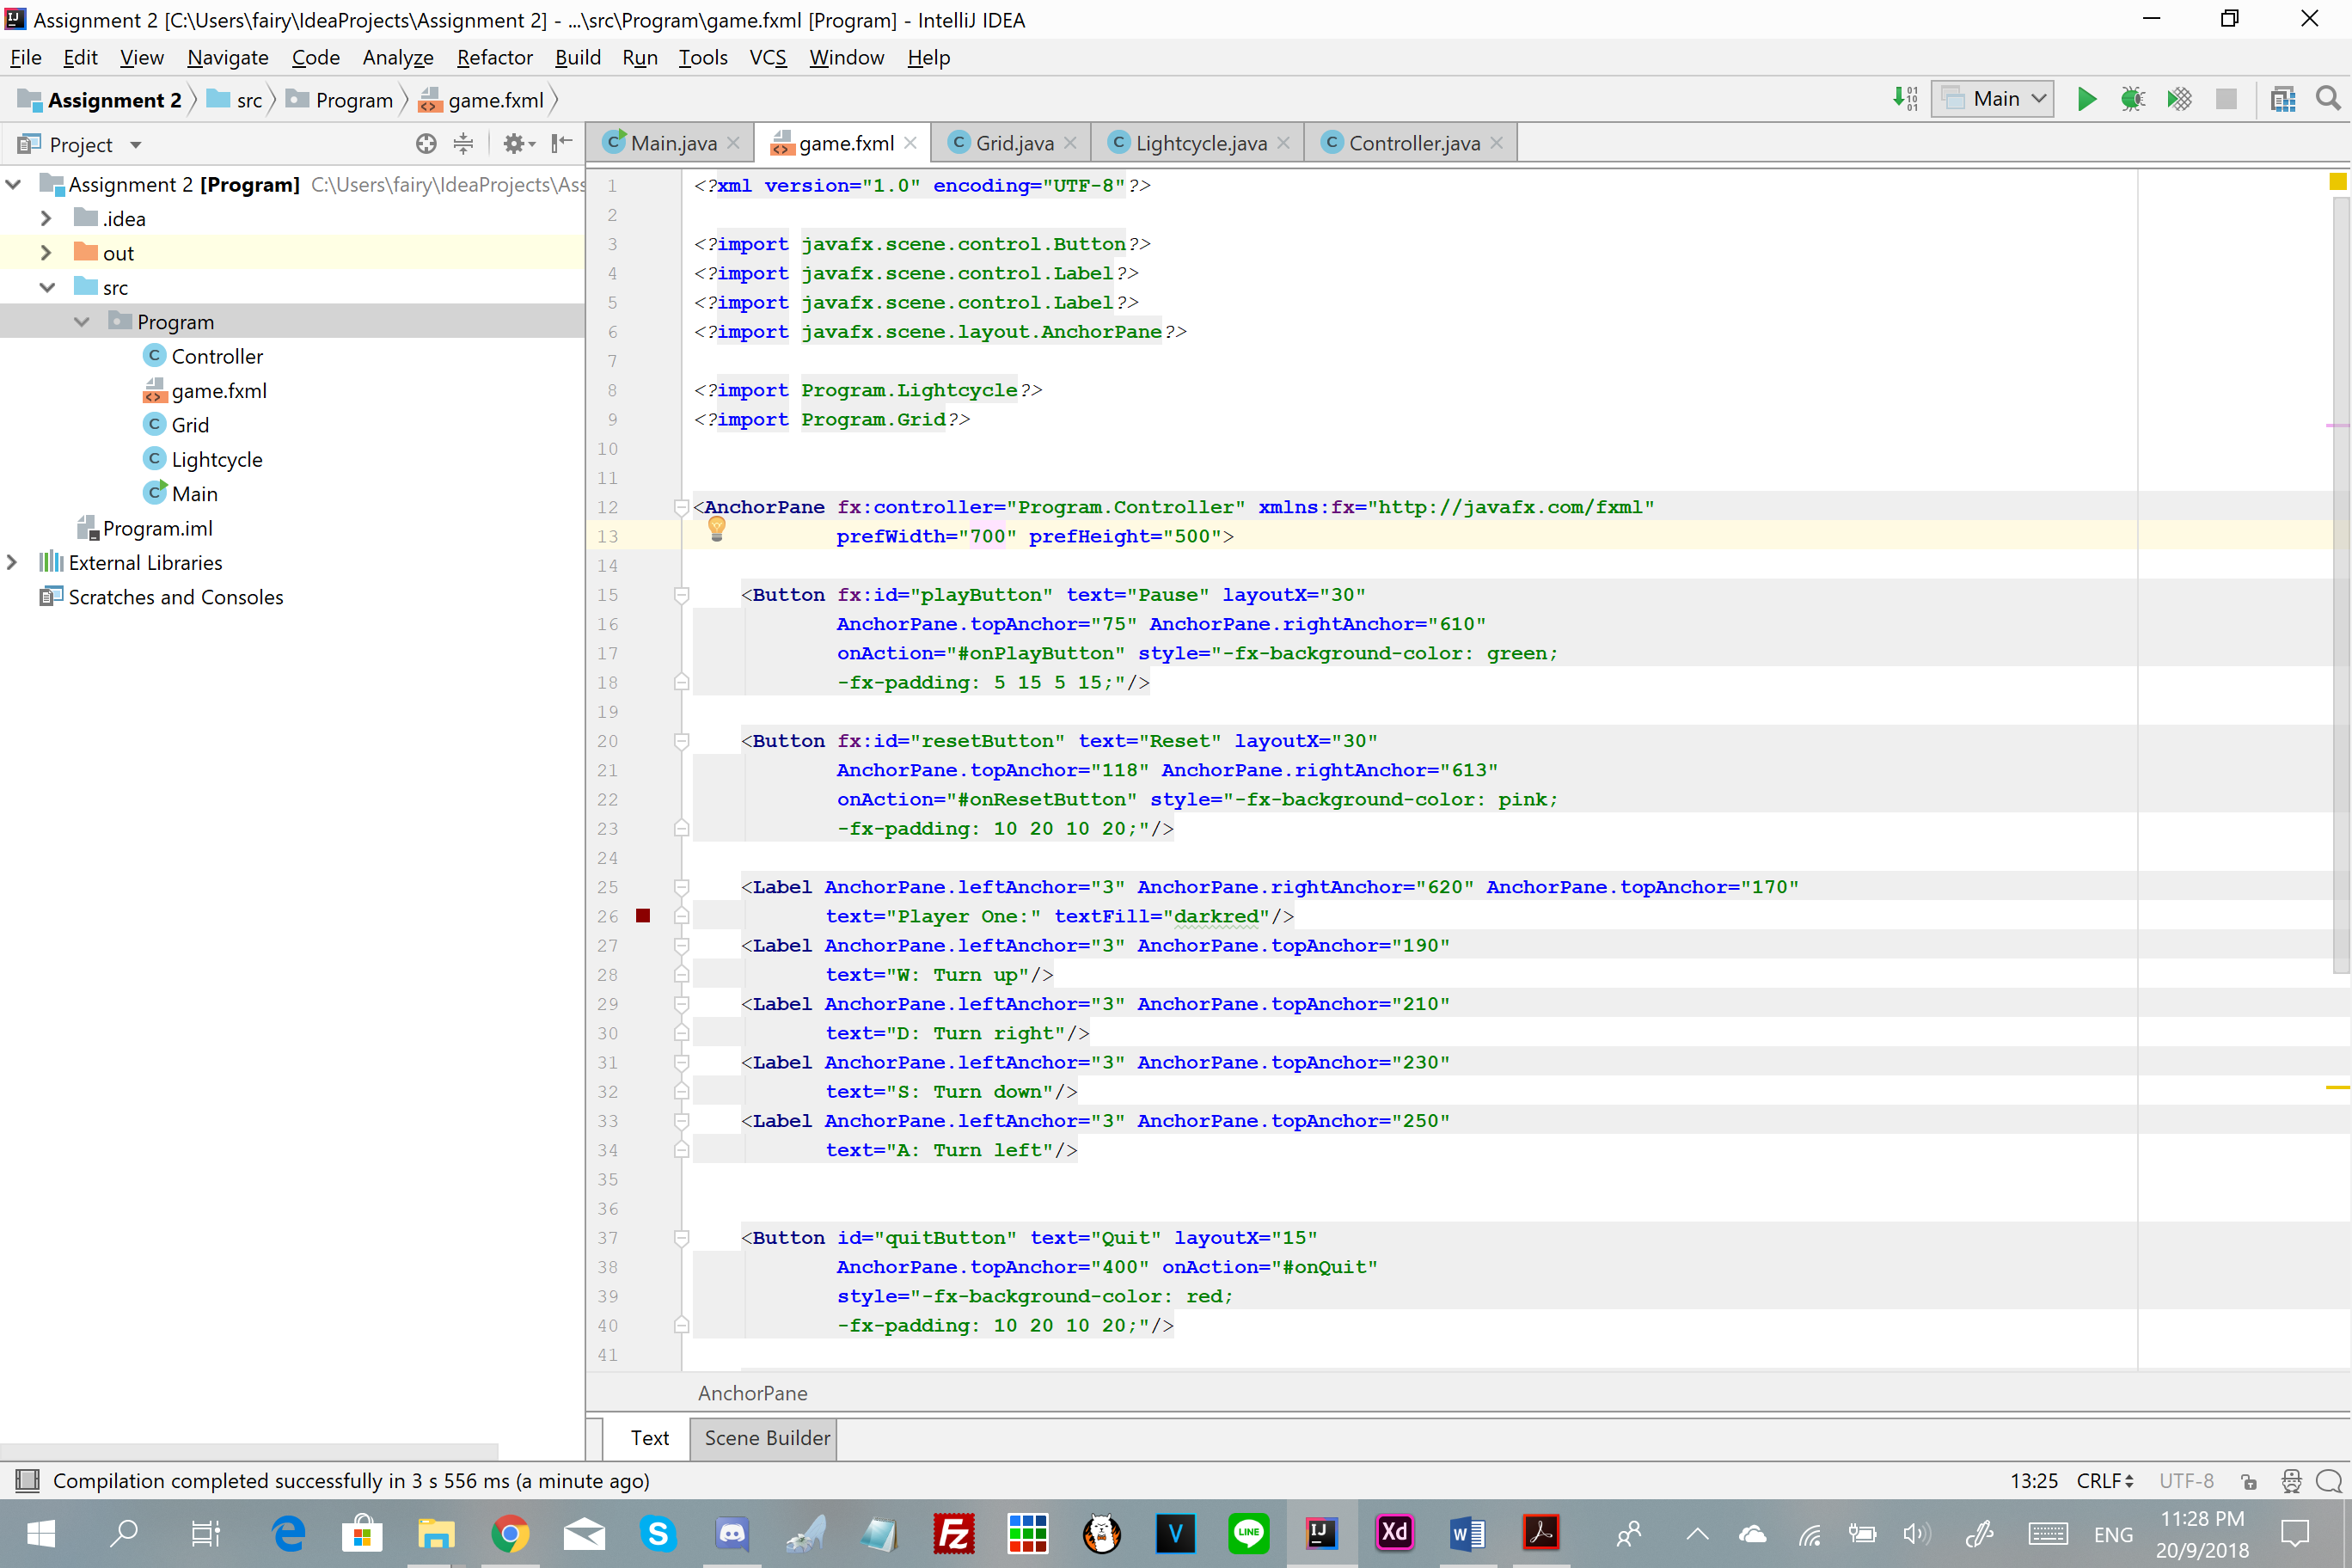 Assignment 2 [C:\Users\fairy\IdeaProjects\Assignment 2] - ...\src\Program\game.fxml [Program] - IntelliJ IDEA
File Edit View Navigate Code Analyze Refactor Build Run Tools VCS Window Help
Assignment 2 src Program game.fxml Main
Project Main.java game.fxml Grid.java Lightcycle.java Controller.java
Assignment 2 [Program] C:\Users\fairy\IdeaProjects\Ass
.idea
out
src
Program
Controller
game.fxml
Grid
Lightcycle
Main
Program.iml
External Libraries
Scratches and Consoles
1 <?xml version="1.0" encoding="UTF-8"?>
2
3 <?import javafx.scene.control.Button?>
4 <?import javafx.scene.control.Label?>
5 <?import javafx.scene.control.Label?>
6 <?import javafx.scene.layout.AnchorPane?>
7
8 <?import Program.Lightcycle?>
9 <?import Program.Grid?>
10
11
12 <AnchorPane fx:controller="Program.Controller" xmlns:fx="http://javafx.com/fxml"
13 prefWidth="700" prefHeight="500">
14
15 <Button fx:id="playButton" text="Pause" layoutX="30"
16 AnchorPane.topAnchor="75" AnchorPane.rightAnchor="610"
17 onAction="#onPlayButton" style="-fx-background-color: green;
18 -fx-padding: 5 15 5 15;"/>
19
20 <Button fx:id="resetButton" text="Reset" layoutX="30"
21 AnchorPane.topAnchor="118" AnchorPane.rightAnchor="613"
22 onAction="#onResetButton" style="-fx-background-color: pink;
23 -fx-padding: 10 20 10 20;"/>
24
25 <Label AnchorPane.leftAnchor="3" AnchorPane.rightAnchor="620" AnchorPane.topAnchor="170"
26 text="Player One:" textFill="darkred"/>
27 <Label AnchorPane.leftAnchor="3" AnchorPane.topAnchor="190"
28 text="W: Turn up"/>
29 <Label AnchorPane.leftAnchor="3" AnchorPane.topAnchor="210"
30 text="D: Turn right"/>
31 <Label AnchorPane.leftAnchor="3" AnchorPane.topAnchor="230"
32 text="S: Turn down"/>
33 <Label AnchorPane.leftAnchor="3" AnchorPane.topAnchor="250"
34 text="A: Turn left"/>
35
36
37 <Button id="quitButton" text="Quit" layoutX="15"
38 AnchorPane.topAnchor="400" onAction="#onQuit"
39 style="-fx-background-color: red;
40 -fx-padding: 10 20 10 20;"/>
41
AnchorPane
Text Scene Builder
Compilation completed successfully in 3 s 556 ms (a minute ago) 13:25 CRLF UTF-8
ENG 11:28 PM
20/9/2018